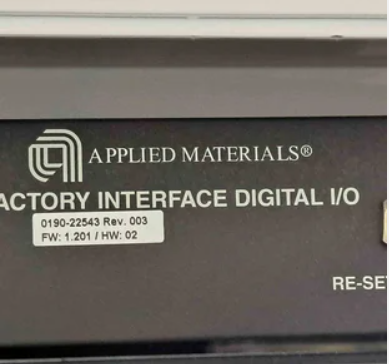 APPLIED MATERIALS®
ACTORY INTERFACE DIGITAL I/O
0190-22543 Rev. 003
FW: 1.201 / HW: 02
RE-SE